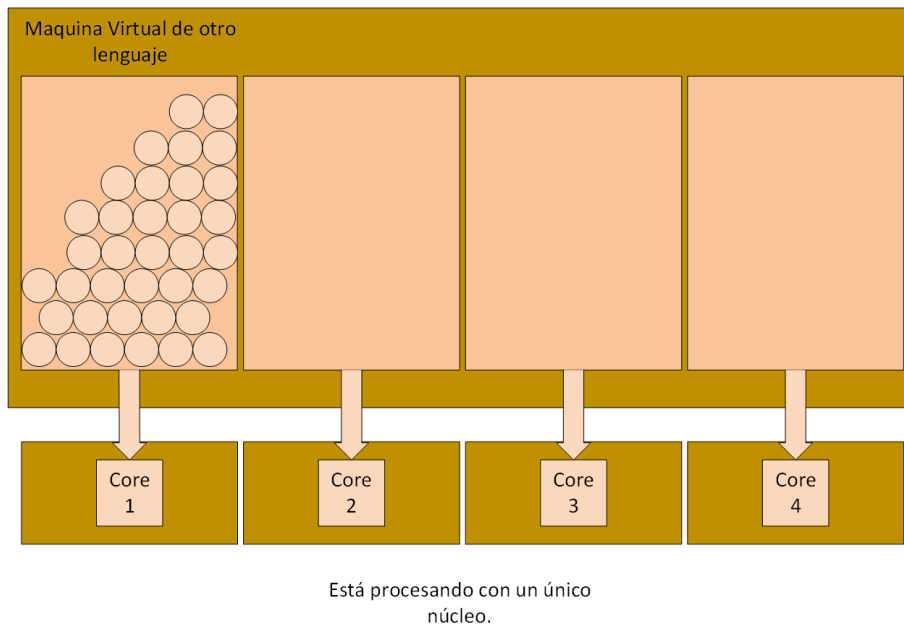 Maquina Virtual de otro
lenguaje
Core
1
Core
2
Core
3
Core
4
Está procesando con un único
núcleo.